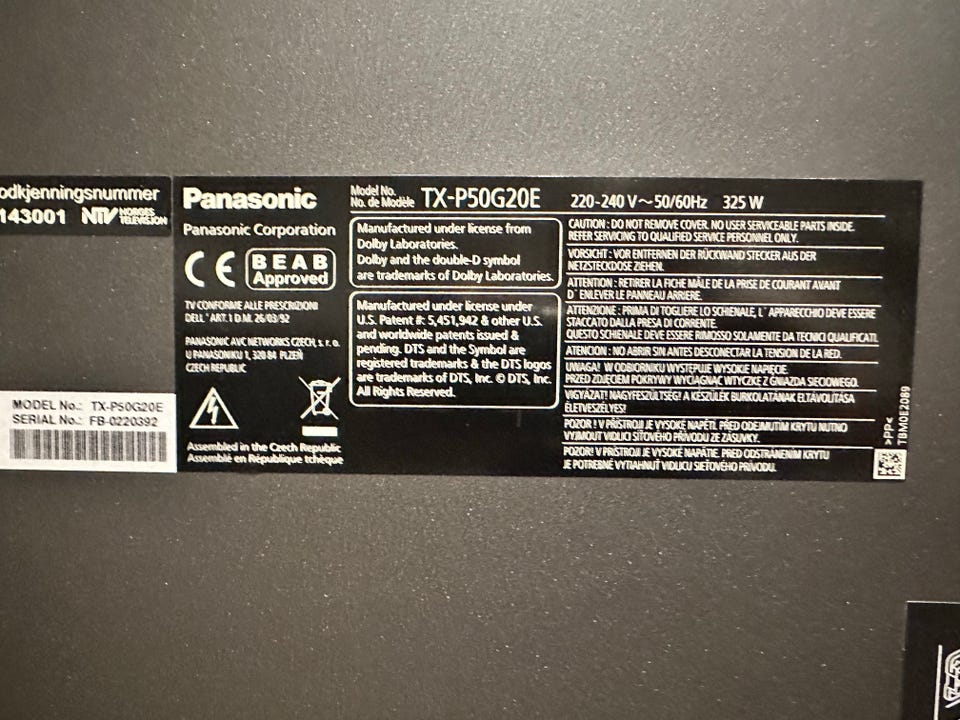 odkjenningsnummer
143001 NTV NORGES TELEVISJON
MODEL No.: TX-P50G20E
SERIAL No.: FB-0220392
Panasonic
Panasonic Corporation
CE BEAB Approved
TV CONFORME ALLE PRESCRIZIONI
DELL' ART.1 D.M. 26/03/92
PANASONIC AVC NETWORKS CZECH, s. r. o.
U PANASONIKU 1, 320 84 PLZEŇ
CZECH REPUBLIC
Assembled in the Czech Republic
Assemblé en République tchèque
Model No.
No. de Modèle TX-P50G20E
220-240 V~50/60Hz 325 W
Manufactured under license from
Dolby Laboratories.
Dolby and the double-D symbol
are trademarks of Dolby Laboratories.
Manufactured under license under
U.S. Patent #: 5,451,942 & other U.S.
and worldwide patents issued &
pending. DTS and the Symbol are
registered trademarks & the DTS logos
are trademarks of DTS, Inc. © DTS, Inc.
All Rights Reserved.
CAUTION : DO NOT REMOVE COVER. NO USER SERVICEABLE PARTS INSIDE.
REFER SERVICING TO QUALIFIED SERVICE PERSONNEL ONLY.
VORSICHT : VOR ENTFERNEN DER RÜCKWAND STECKER AUS DER
NETZSTECKDOSE ZIEHEN.
ATTENTION : RETIRER LA FICHE MÂLE DE LA PRISE DE COURANT AVANT
D' ENLEVER LE PANNEAU ARRIERE.
ATTENZIONE : PRIMA DI TOGLIERE LO SCHIENALE, L' APPARECCHIO DEVE ESSERE
STACCATO DALLA PRESA DI CORRENTE.
QUESTO SCHIENALE DEVE ESSERE RIMOSSO SOLAMENTE DA TECNICI QUALIFICATI.
ATENCION : NO ABRIR SIN ANTES DESCONECTAR LA TENSION DE LA RED.
UWAGA! W ODBIORNIKU WYSTĘPUJE WYSOKIE NAPIĘCIE.
PRZED ZDJĘCIEM POKRYWY WYCIĄGNĄĆ WTYCZKĘ Z GNIAZDA SIECIOWEGO.
VIGYÁZAT! NAGYFESZÜLTSÉG! A KÉSZÜLÉK BURKOLATÁNAK ELTÁVOLÍTÁSA
ÉLETVESZÉLYES!
POZOR ! V PŘÍSTROJI JE VYSOKÉ NAPĚTÍ. PŘED ODEJMUTÍM KRYTU NUTNO
VYJMOUT VIDLICI SÍŤOVÉHO PŘÍVODU ZE ZÁSUVKY.
POZOR! V PRÍSTROJI JE VYSOKÉ NAPÄTIE. PRED ODSTRÁNENÍM KRYTU
JE POTREBNÉ VYTIAHNUŤ VIDLICU SIEŤOVÉHO PRÍVODU.
>PP<
TBM0E2089